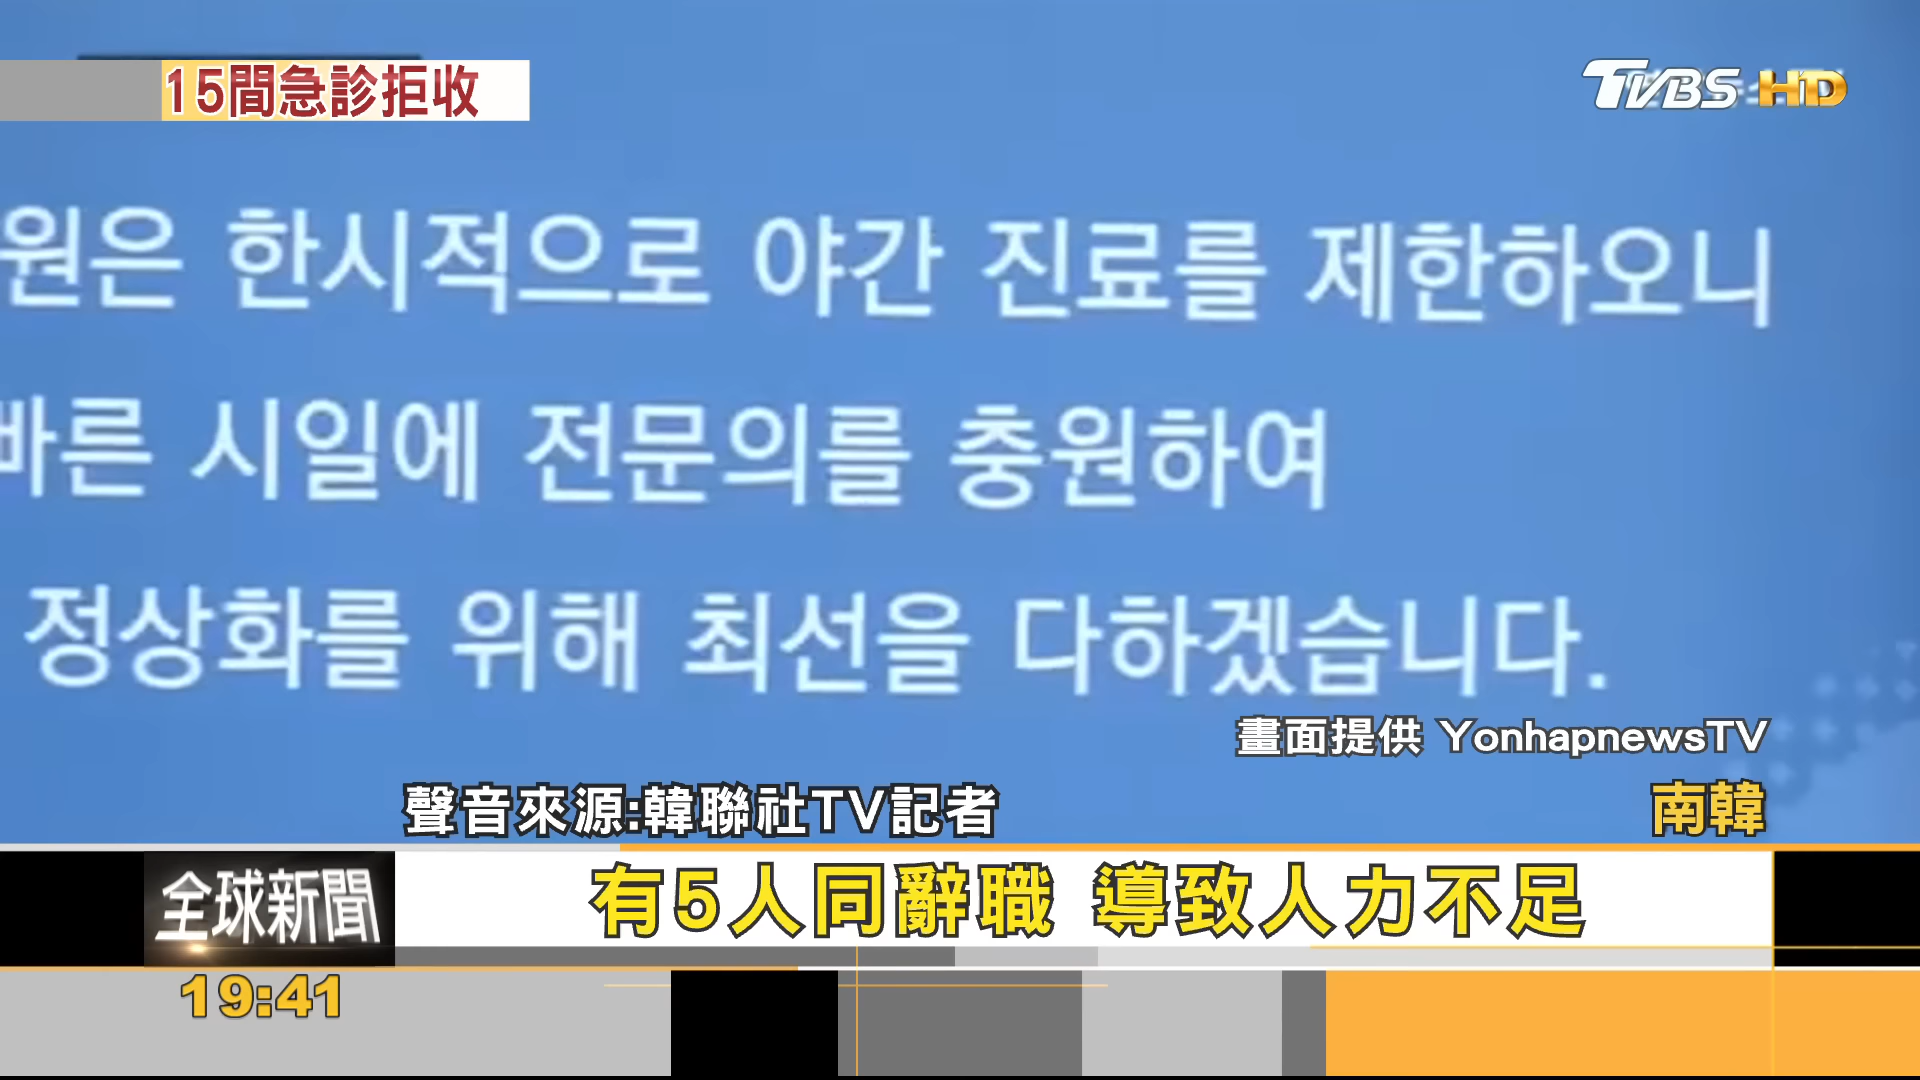 15間急診拒收
TVBS HD
원은 한시적으로 야간 진료를 제한하오니
빠른 시일에 전문의를 충원하여
정상화를 위해 최선을 다하겠습니다.
畫面提供 YonhapnewsTV
聲音來源:韓聯社TV記者
南韓
全球新聞
有5人同辭職 導致人力不足
19:41